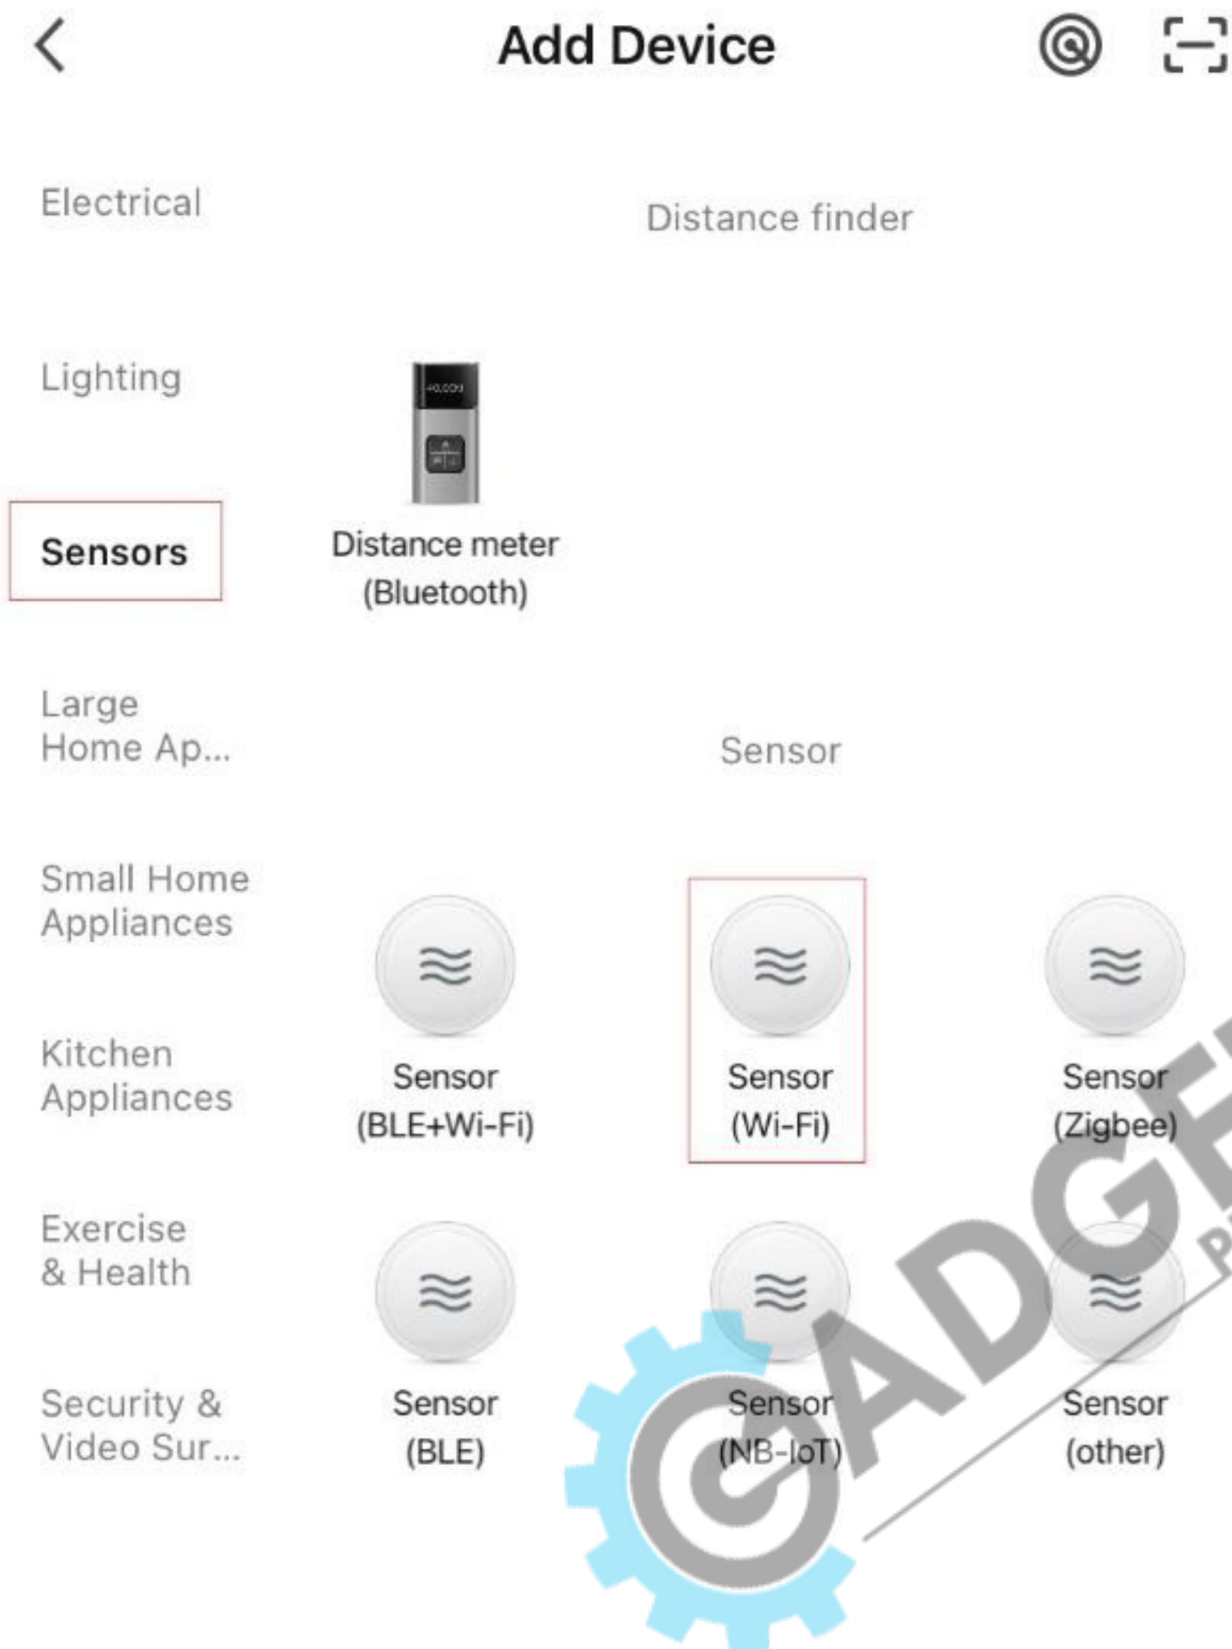 Add Device
Electrical
Lighting
Sensors
Large
Home Ap...
Small Home
Appliances
Kitchen
Appliances
Exercise
& Health
Security &
Video Sur...
Distance finder
Distance meter
(Bluetooth)
Sensor
Sensor
(BLE+Wi-Fi)
Sensor
(Wi-Fi)
Sensor
(Zigbee)
Sensor
(BLE)
Sensor
(NB-IoT)
Sensor
(other)